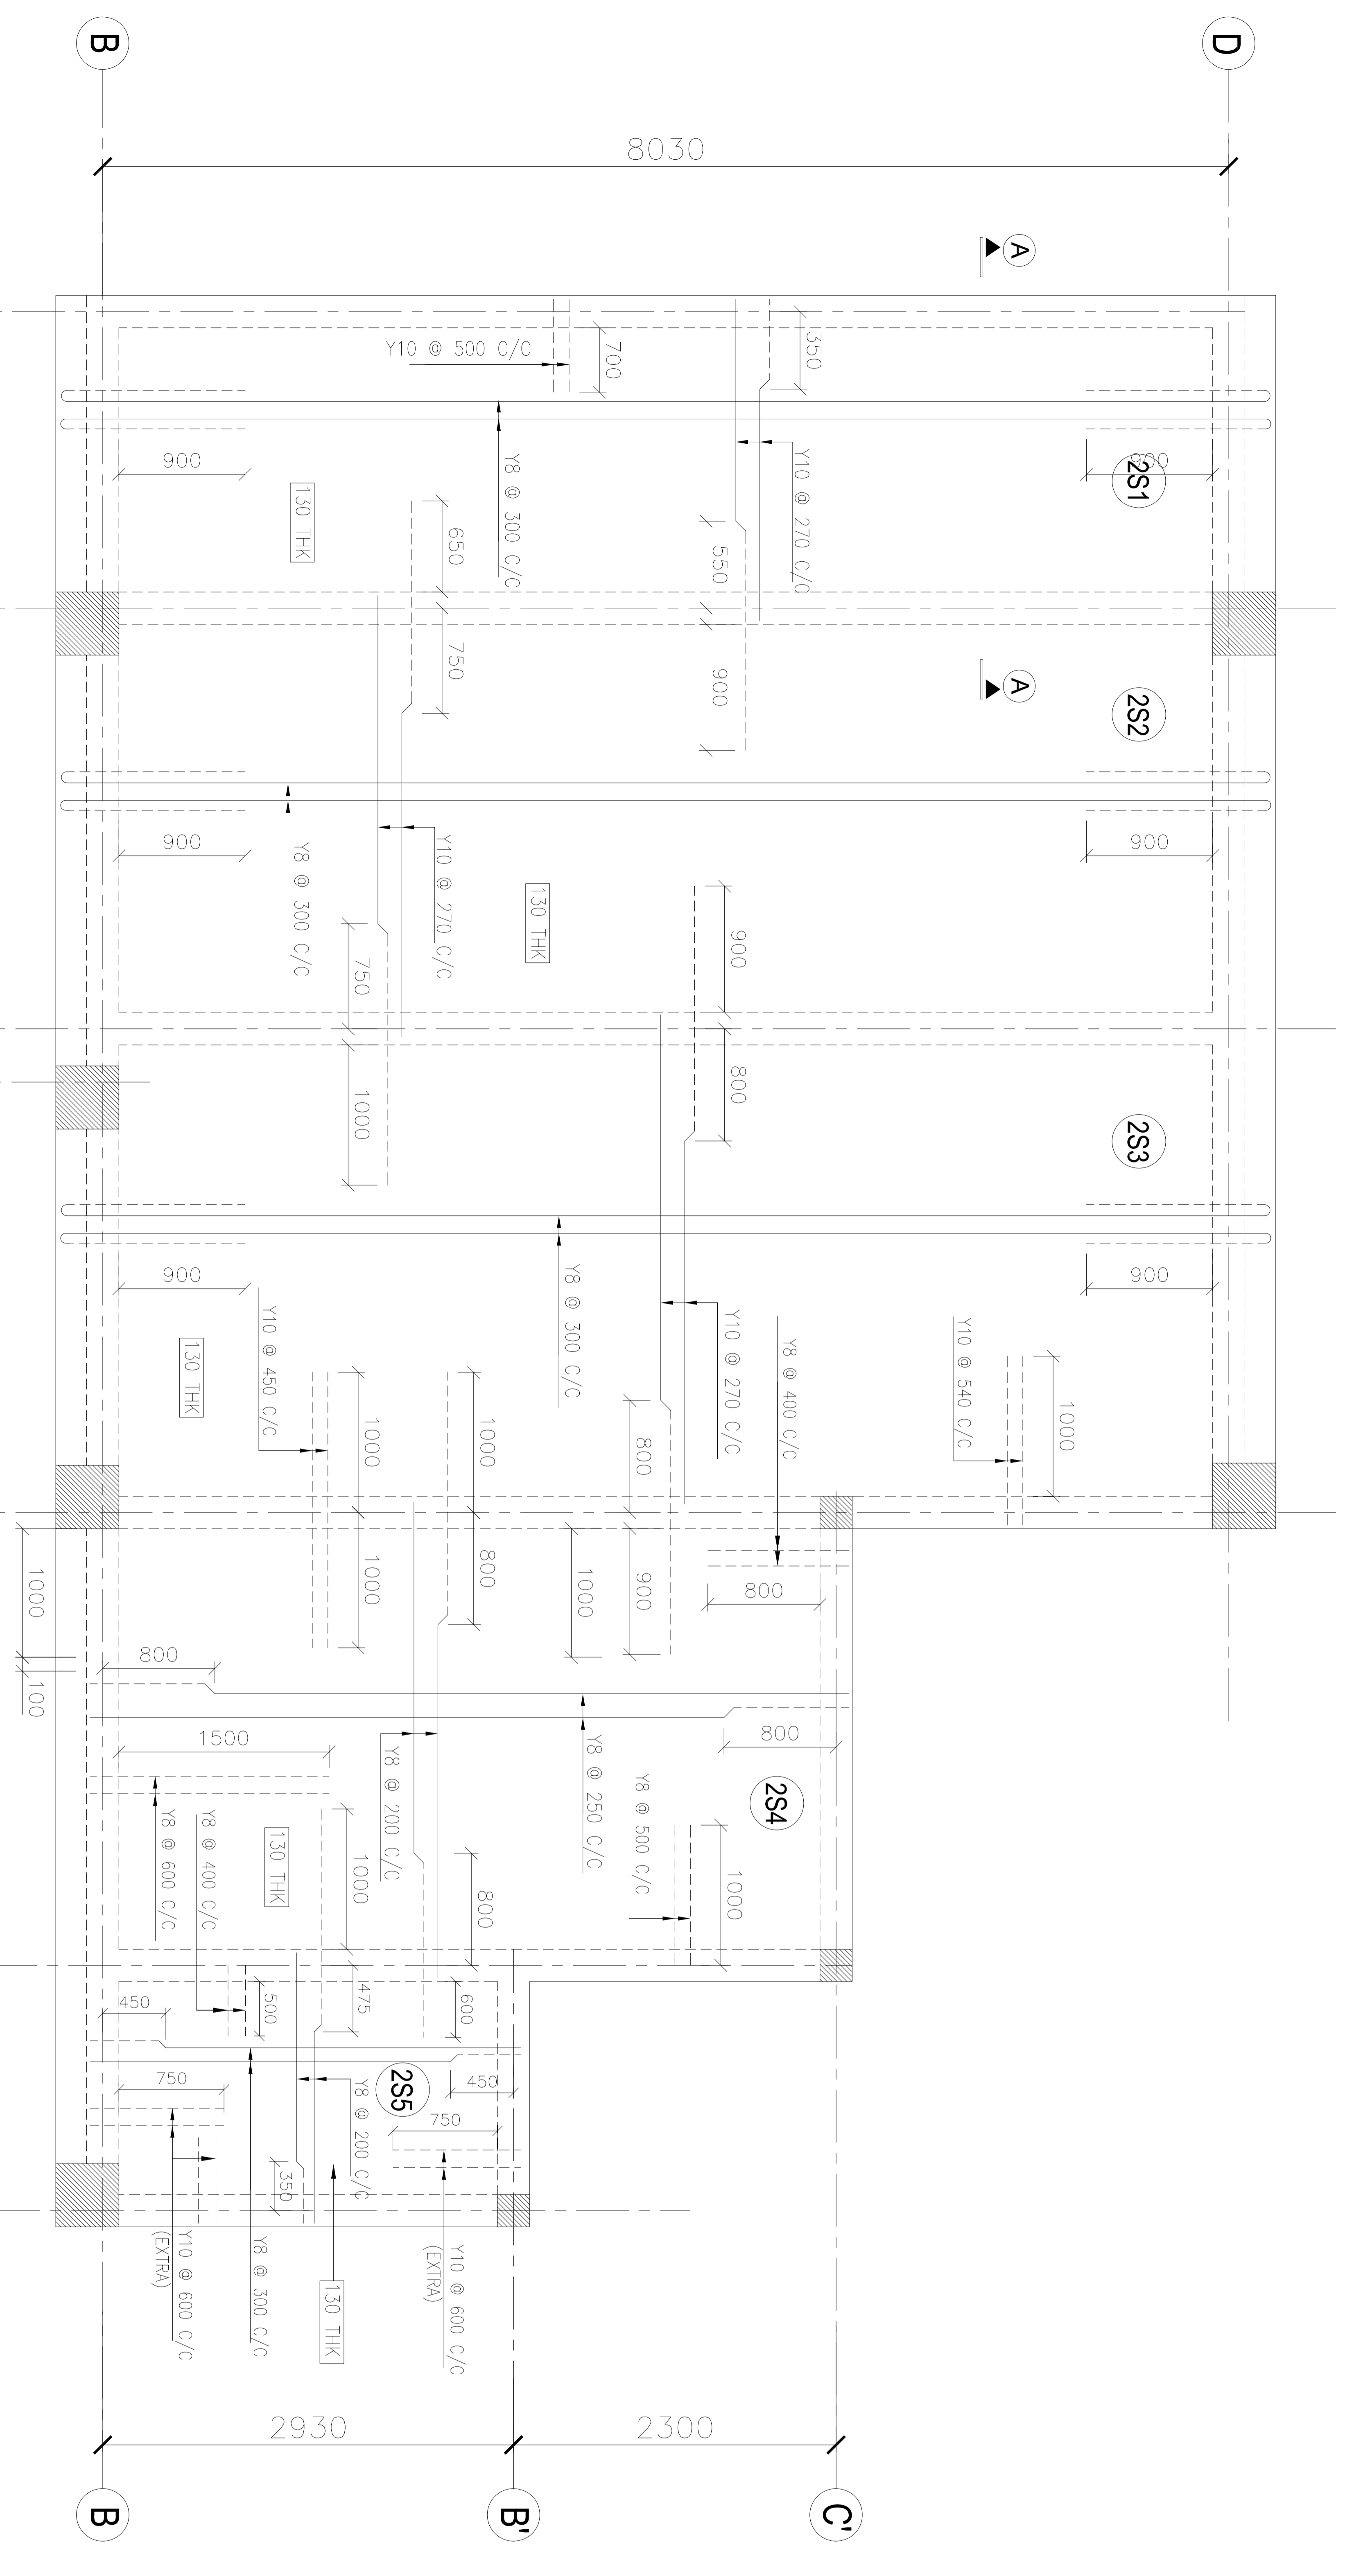 B
D
8030
A
350
700
Y10 @ 500 C/C
900
900
2S1
Y10 @ 270 C/C
Y8 @ 300 C/C
130 THK
650
550
750
900
A
2S2
900
900
Y10 @ 270 C/C
Y8 @ 300 C/C
130 THK
900
750
800
1000
2S3
900
900
Y8 @ 300 C/C
Y10 @ 450 C/C
130 THK
Y10 @ 270 C/C
Y8 @ 400 C/C
Y10 @ 540 C/C
1000
1000
1000
800
1000
800
900
1000
800
1000
100
800
800
1500
Y8 @ 250 C/C
Y8 @ 200 C/C
Y8 @ 500 C/C
2S4
Y8 @ 600 C/C
Y8 @ 400 C/C
130 THK
1000
800
1000
475
500
600
450
450
2S5
750
750
Y8 @ 200 C/C
350
Y10 @ 600 C/C
(EXTRA)
Y8 @ 300 C/C
130 THK
Y10 @ 600 C/C
(EXTRA)
2930
2300
B
B'
C'